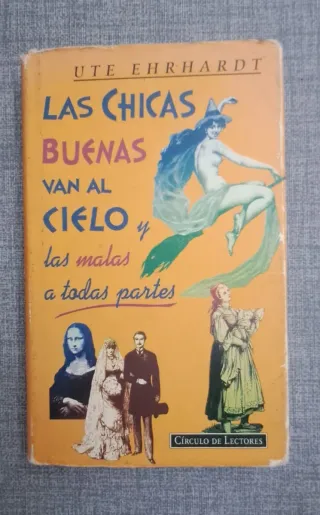 UTE EHRHARDT
LAS CHICAS
BUENAS
VAN AL
CIELO y
las malas
a todas partes
CÍRCULO DE LECTORES